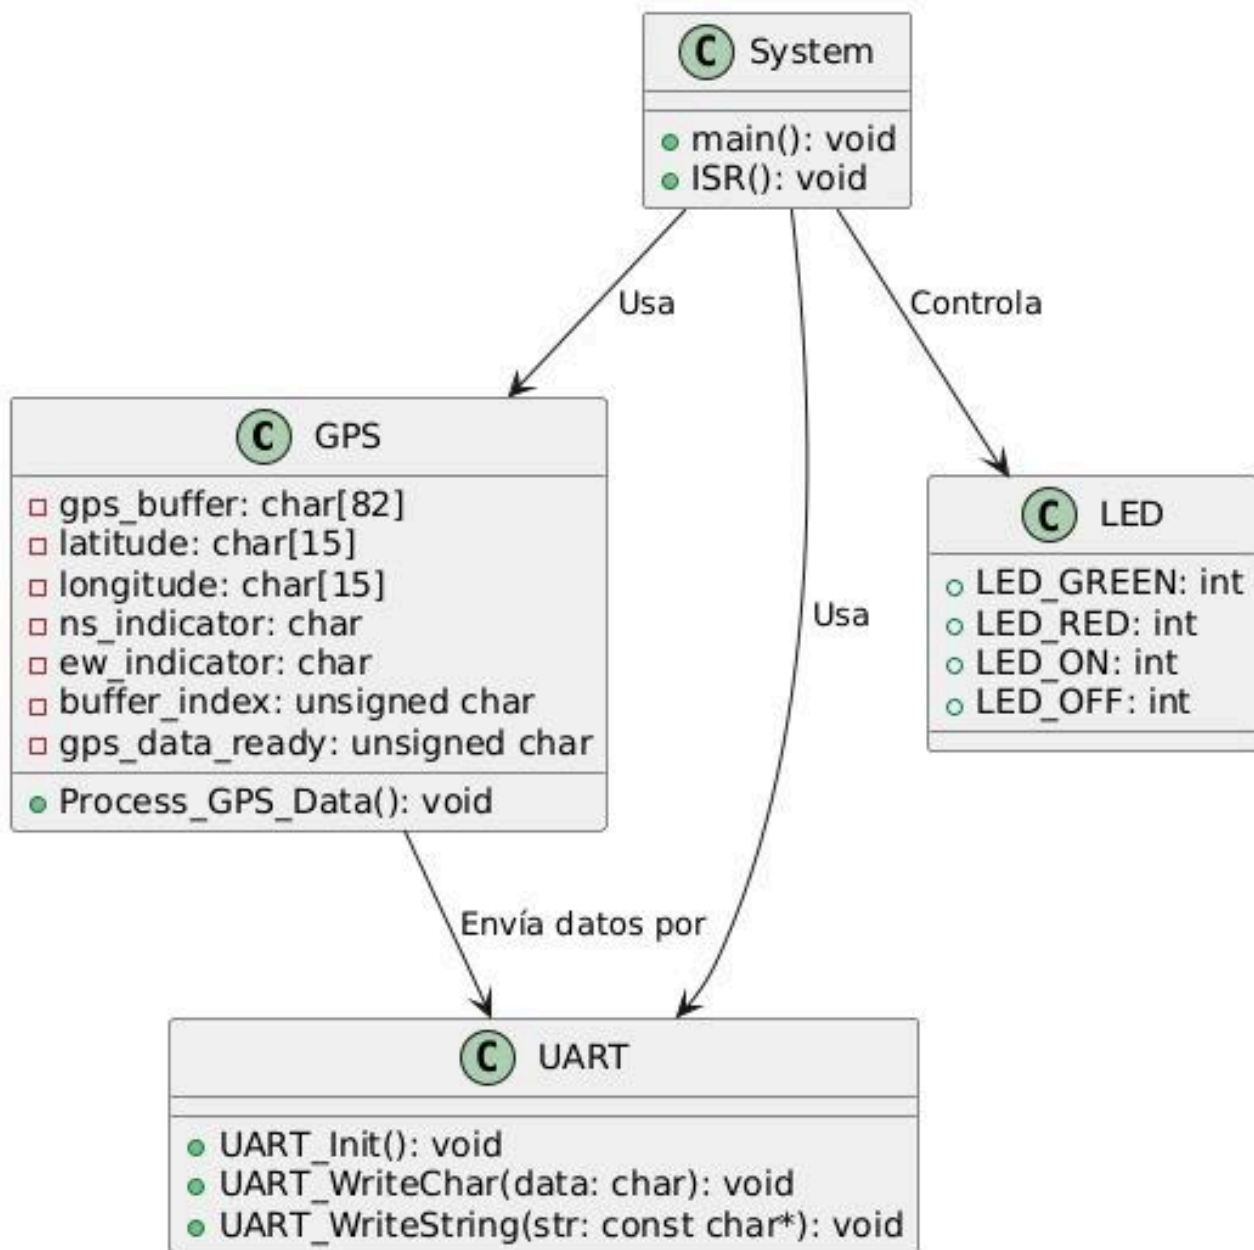 C System
main(): void
ISR(): void
Usa
Controla
C GPS
gps_buffer: char[82]
latitude: char[15]
longitude: char[15]
ns_indicator: char
ew_indicator: char
buffer_index: unsigned char
gps_data_ready: unsigned char
Process_GPS_Data(): void
C LED
LED_GREEN: int
LED_RED: int
LED_ON: int
LED_OFF: int
Usa
Envía datos por
C UART
UART_Init(): void
UART_WriteChar(data: char): void
UART_WriteString(str: const char*): void